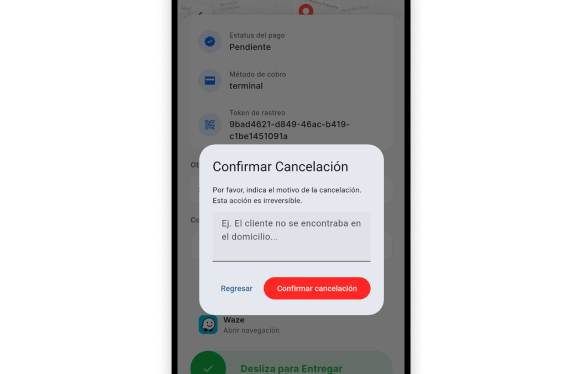 Estatus del pago
Pendiente
Método de cobro
terminal
Token de rastreo
9bad4621-d849-46ac-b419-
c1be1451091a
Confirmar Cancelación
Por favor, indica el motivo de la cancelación.
Esta acción es irreversible.
Ej. El cliente no se encontraba en
el domicilio...
Regresar
Confirmar cancelación
Waze
Abrir navegación
Desliza para Entregar